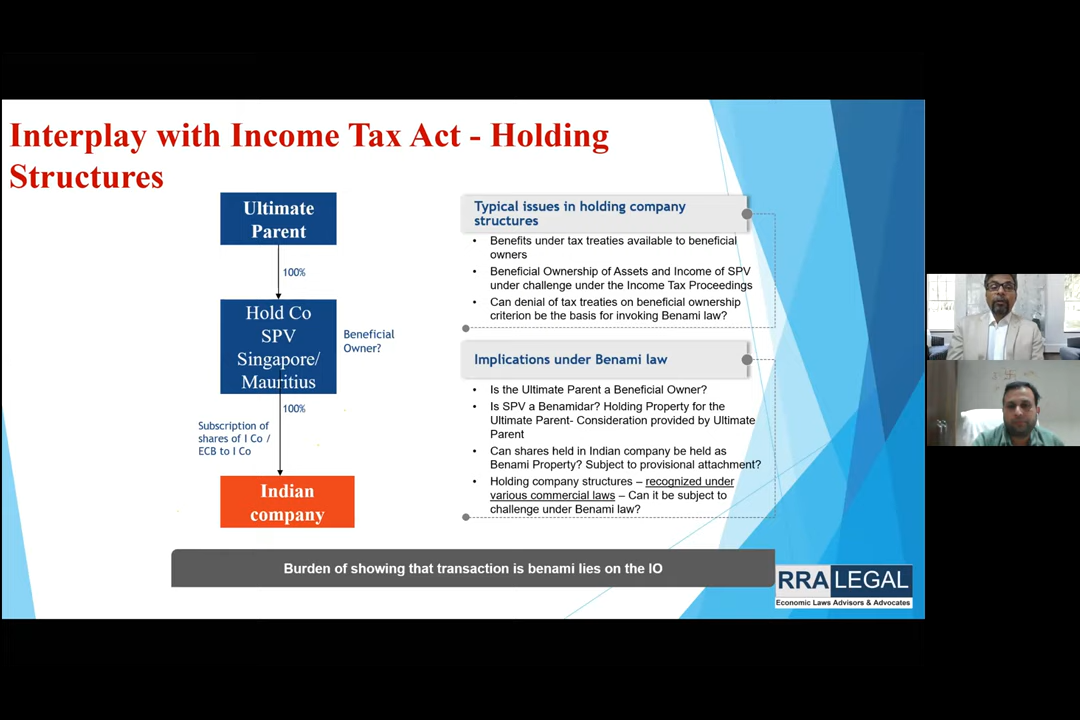 Interplay with Income Tax Act - Holding
Structures
Ultimate
Parent
100%
Hold Co
SPV
Singapore/
Mauritius
Beneficial
Owner?
100%
Subscription of
shares of I Co /
ECB to I Co
Indian
company
Typical issues in holding company
structures
• Benefits under tax treaties available to beneficial
owners
• Beneficial Ownership of Assets and Income of SPV
under challenge under the Income Tax Proceedings
• Can denial of tax treaties on beneficial ownership
criterion be the basis for invoking Benami law?
Implications under Benami law
• Is the Ultimate Parent a Beneficial Owner?
• Is SPV a Benamidar? Holding Property for the
Ultimate Parent- Consideration provided by Ultimate
Parent
• Can shares held in Indian company be held as
Benami Property? Subject to provisional attachment?
• Holding company structures – recognized under
various commercial laws – Can it be subject to
challenge under Benami law?
Burden of showing that transaction is benami lies on the IO
RRA LEGAL
Economic Laws Advisors & Advocates